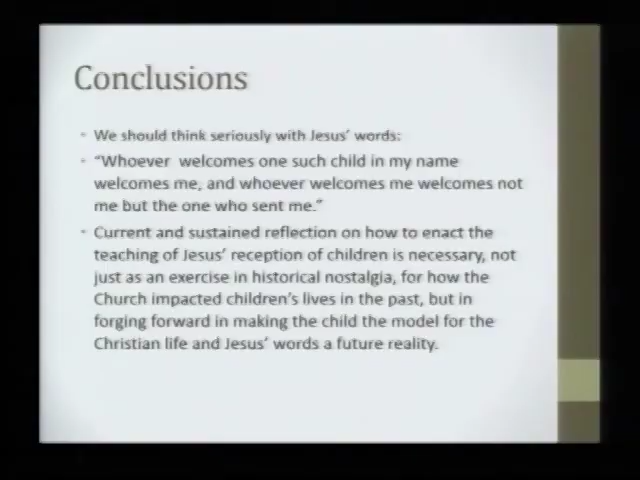 Conclusions
We should think seriously with Jesus' words:
"Whoever welcomes one such child in my name
welcomes me, and whoever welcomes me welcomes not
me but the one who sent me."
Current and sustained reflection on how to enact the
teaching of Jesus' reception of children is necessary, not
just as an exercise in historical nostalgia, for how the
Church impacted children's lives in the past, but in
forging forward in making the child the model for the
Christian life and Jesus' words a future reality.